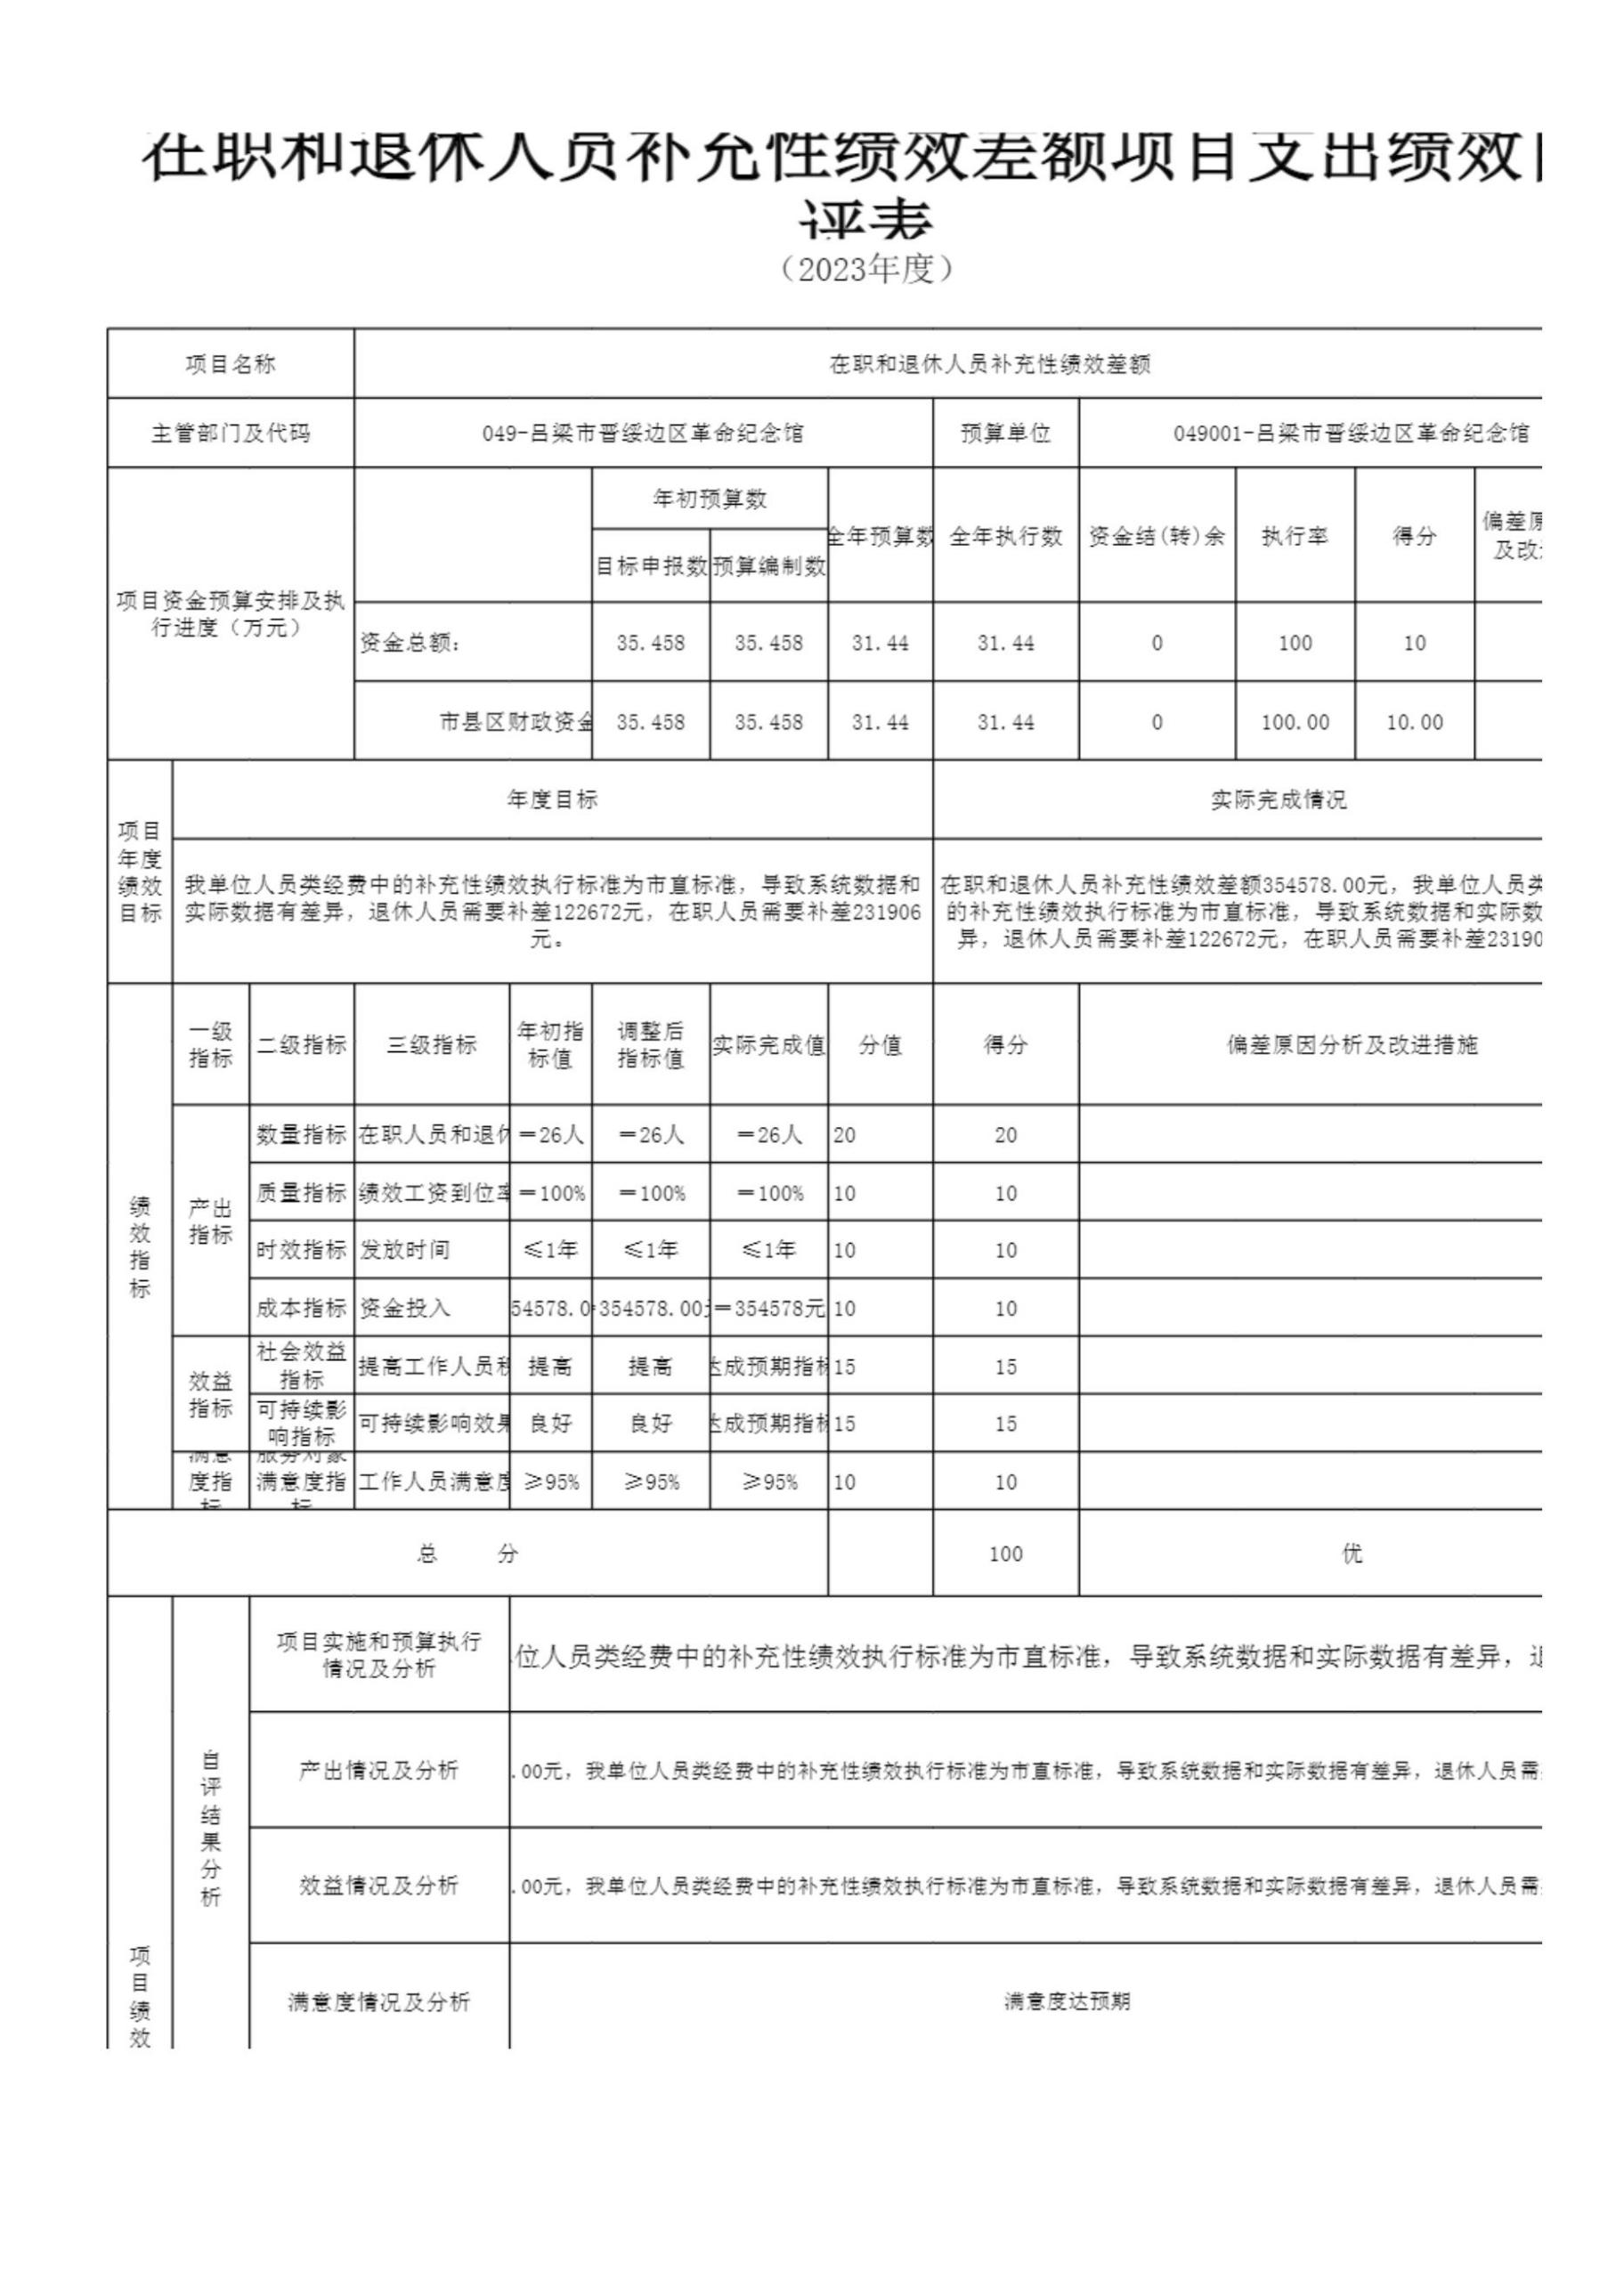 在职和退休人员补充性绩效差额项目支出绩效
评表
（2023年度）
项目名称 在职和退休人员补充性绩效差额
主管部门及代码 049-吕梁市晋绥边区革命纪念馆 预算单位 049001-吕梁市晋绥边区革命纪念馆
项目资金预算安排及执
行进度（万元）
年初预算数 全年预算数 全年执行数 资金结(转)余 执行率 得分 偏差原
及改
目标申报数 预算编制数
资金总额： 35.458 35.458 31.44 31.44 0 100 10
市县区财政资金 35.458 35.458 31.44 31.44 0 100.00 10.00
项目
年度
绩效
目标
年度目标 实际完成情况
我单位人员类经费中的补充性绩效执行标准为市直标准，导致系统数据和
实际数据有差异，退休人员需要补差122672元，在职人员需要补差231906
元。
在职和退休人员补充性绩效差额354578.00元，我单位人员类
的补充性绩效执行标准为市直标准，导致系统数据和实际数
异，退休人员需要补差122672元，在职人员需要补差23190
绩
效
指
标
一级
指标
二级指标 三级指标
年初指
标值
调整后
指标值
实际完成值 分值 得分 偏差原因分析及改进措施
产出
指标
数量指标 在职人员和退休 ＝26人 ＝26人 ＝26人 20 20
质量指标 绩效工资到位率 ＝100% ＝100% ＝100% 10 10
时效指标 发放时间 ≤1年 ≤1年 ≤1年 10 10
成本指标 资金投入 54578.0 354578.00 ＝354578元 10 10
效益
指标
社会效益
指标
提高工作人员积 提高 提高 达成预期指标 15 15
可持续影
响指标
可持续影响效果 良好 良好 达成预期指标 15 15
满意
度指
标
服务对象
满意度指
标
工作人员满意度 ≥95% ≥95% ≥95% 10 10
总 分 100 优
项
目
绩
效
自
评
结
果
分
析
项目实施和预算执行
情况及分析
位人员类经费中的补充性绩效执行标准为市直标准，导致系统数据和实际数据有差异，退
产出情况及分析 .00元，我单位人员类经费中的补充性绩效执行标准为市直标准，导致系统数据和实际数据有差异，退休人员需
效益情况及分析 .00元，我单位人员类经费中的补充性绩效执行标准为市直标准，导致系统数据和实际数据有差异，退休人员需
满意度情况及分析 满意度达预期